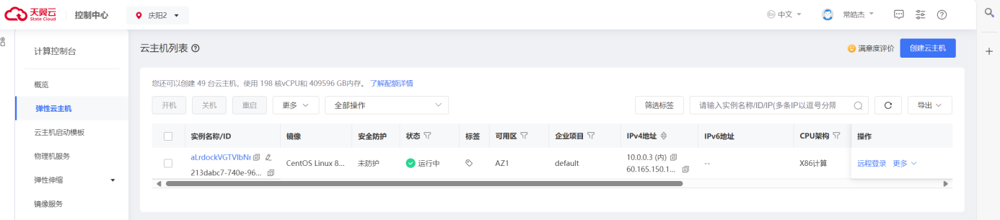 天翼云
State Cloud
控制中心
庆阳2
中文
常皓杰
计算控制台
概览
弹性云主机
云主机启动模板
物理机服务
弹性伸缩
镜像服务
云主机列表
满意度评价
创建云主机
您还可以创建 49 台云主机，使用 198 核vCPU和 409596 GB内存。 了解配额详情
开机 关机 重启 更多 全部操作 筛选标签 请输入实例名称/ID/IP(多条IP以逗号分隔 导出
实例名称/ID 镜像 安全防护 状态 标签 可用区 企业项目 IPv4地址 IPv6地址 CPU架构 操作
aLrdockVGTVIbNr
213dabc7-740e-96...
CentOS Linux 8...
未防护
运行中
AZ1
default
10.0.0.3 (内)
60.165.150.1...
--
X86计算
远程登录 更多